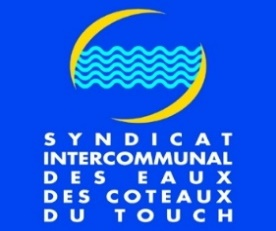 SYNDICAT
INTERCOMMUNAL
DES EAUX
DES COTEAUX
DU TOUCH